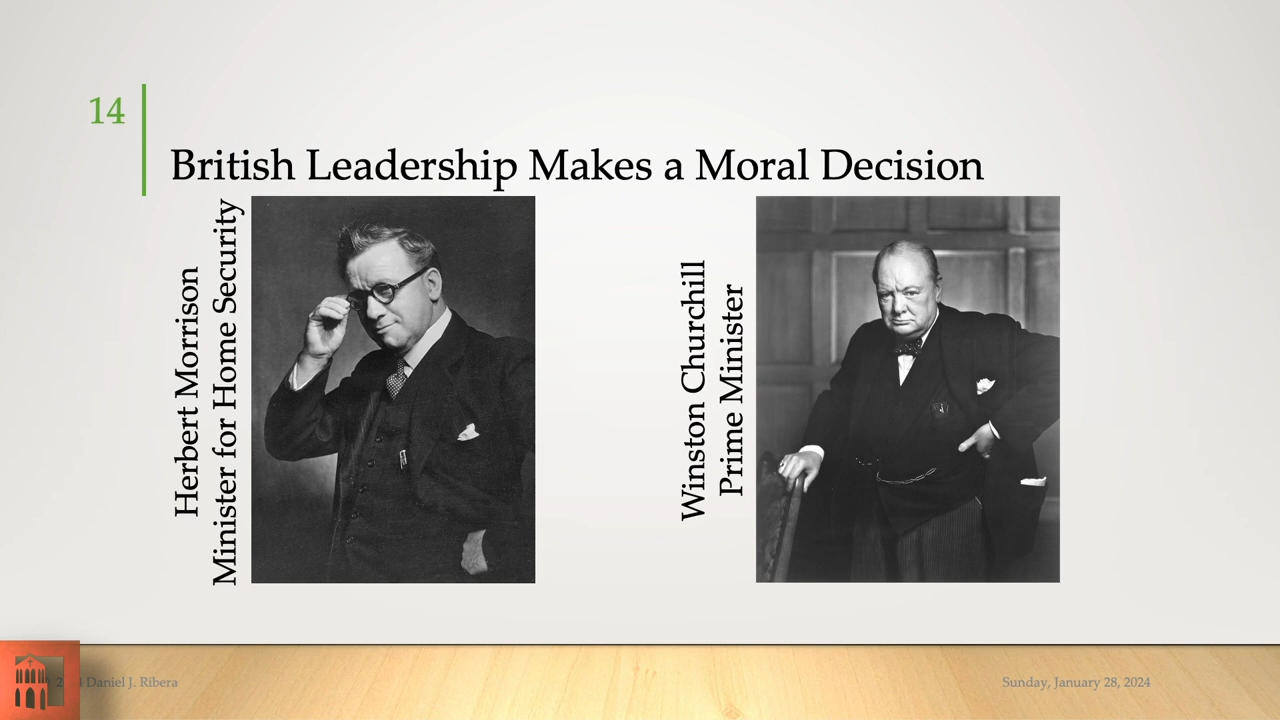 14
British Leadership Makes a Moral Decision
Herbert Morrison
Minister for Home Security
Winston Churchill
Prime Minister
Daniel J. Ribera
Sunday, January 28, 2024